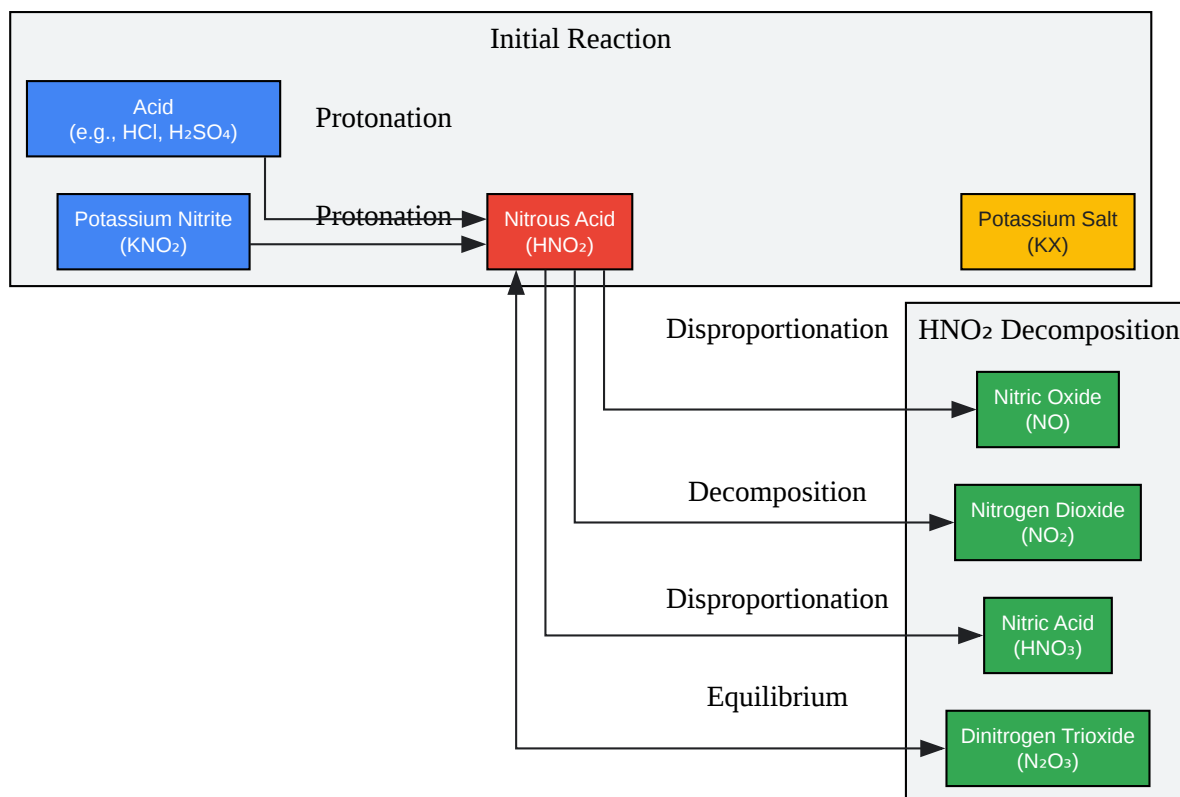 Initial Reaction
Acid
(e.g., HCl, H₂SO₄)
Protonation
Potassium Nitrite
(KNO₂)
Protonation
Nitrous Acid
(HNO₂)
Potassium Salt
(KX)
Disproportionation
HNO₂ Decomposition
Nitric Oxide
(NO)
Decomposition
Nitrogen Dioxide
(NO₂)
Disproportionation
Nitric Acid
(HNO₃)
Equilibrium
Dinitrogen Trioxide
(N₂O₃)